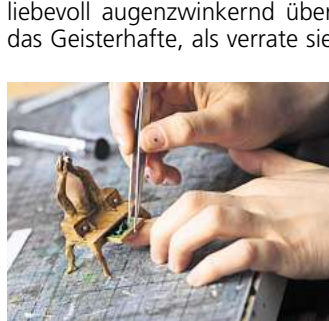 liebevoll augenzwinkernd über
das Geisterhafte, als verrate sie